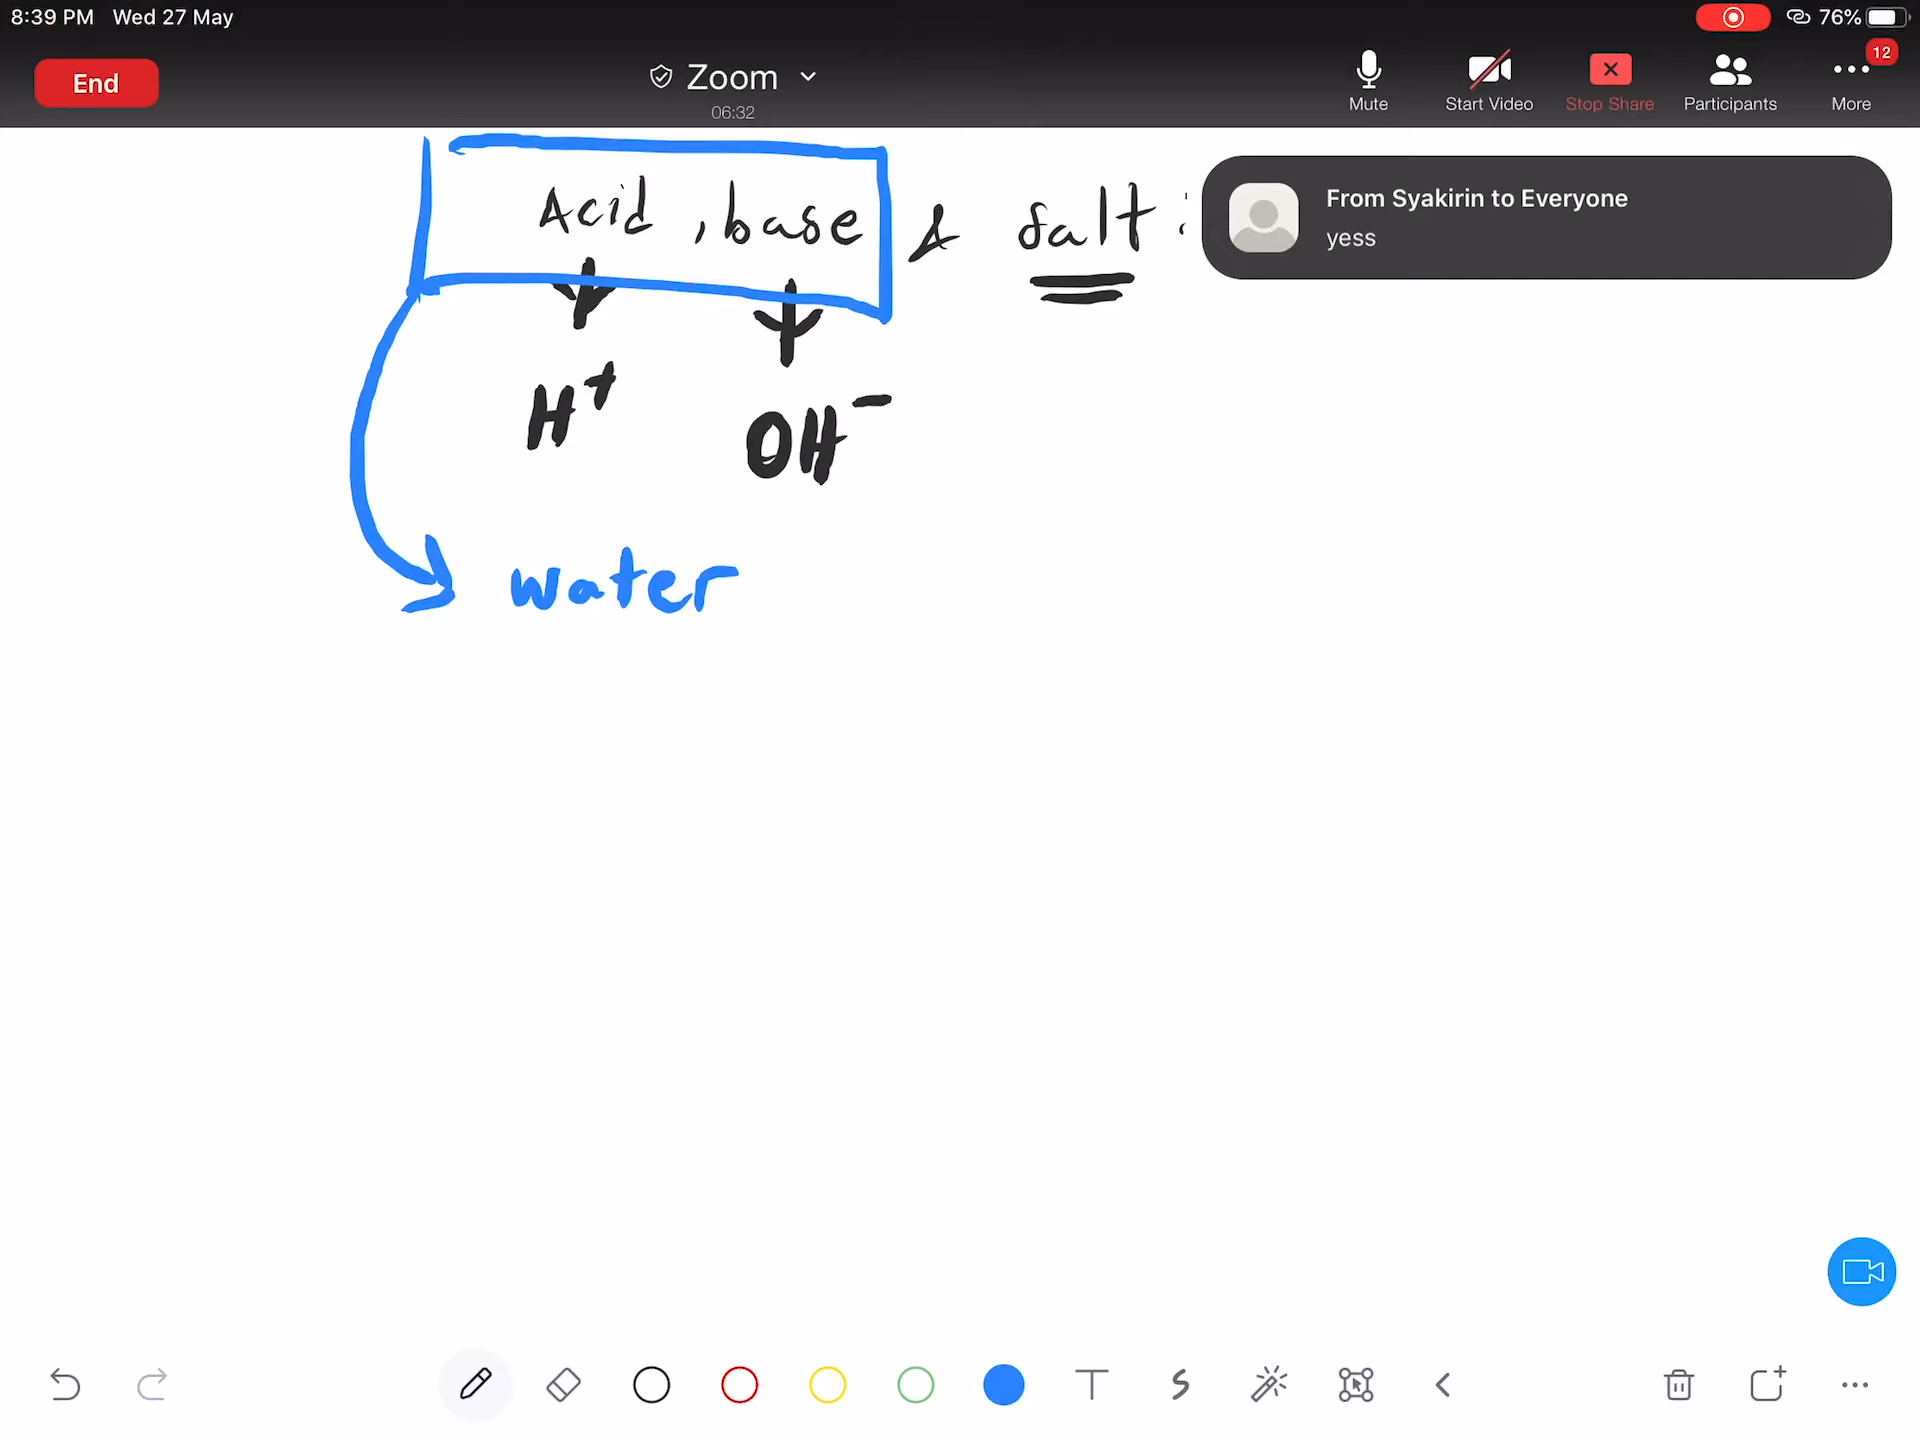 8:39 PM Wed 27 May
76%
End
Zoom
06:32
Mute
Start Video
Stop Share
Participants
More
12
Acid , base & salt :
From Syakirin to Everyone
yess
H+
OH-
water
T